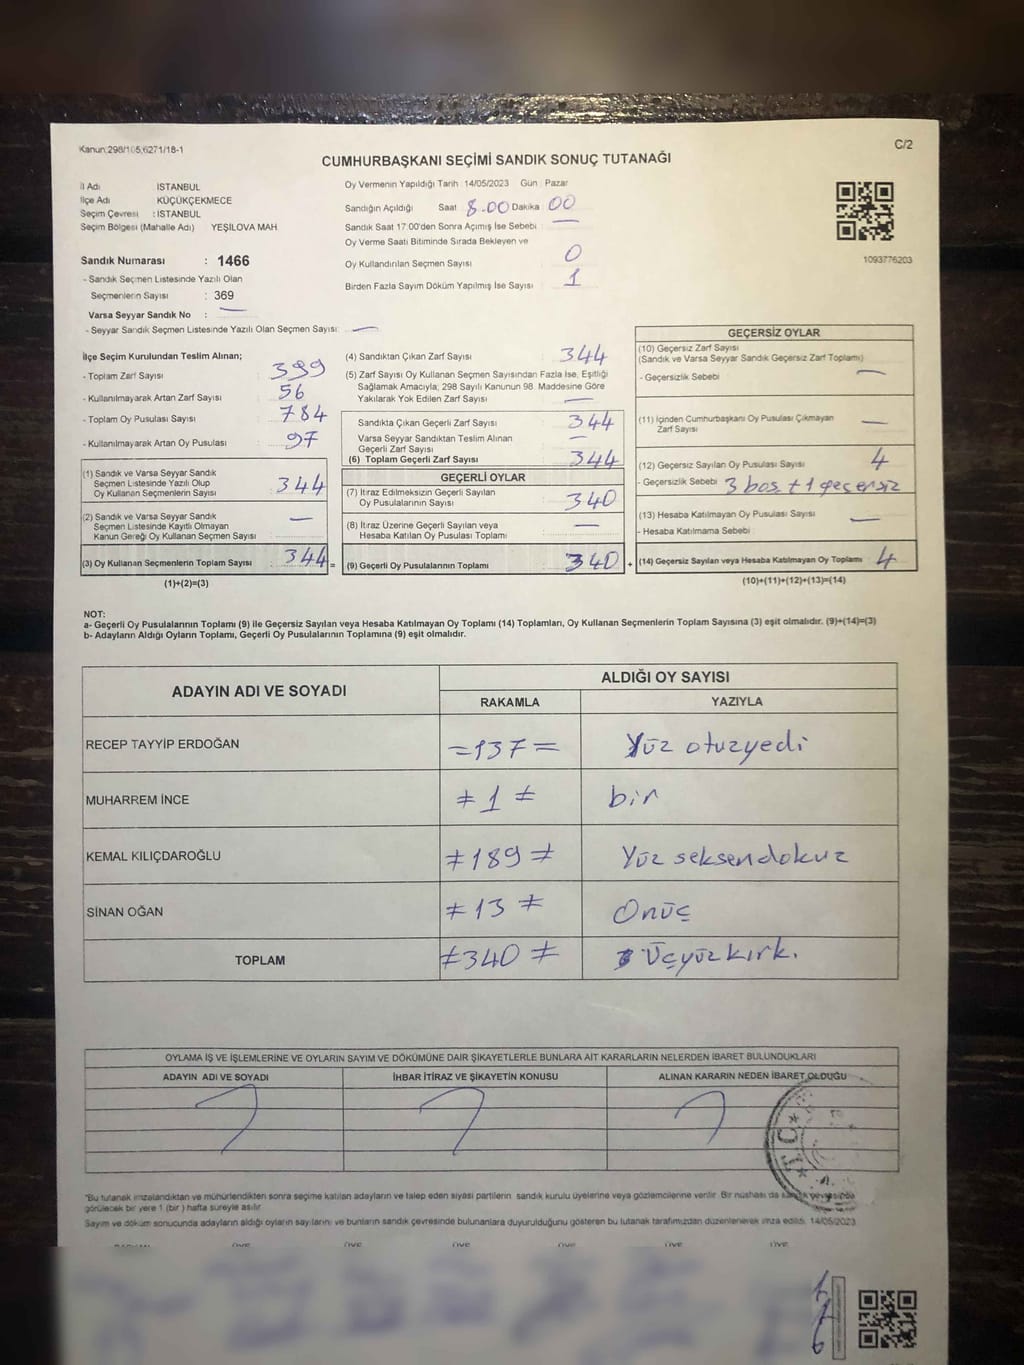 Kanun:298/105,6271/18-1
C/2
CUMHURBAŞKANI SEÇİMİ SANDIK SONUÇ TUTANAĞI
İl Adı İSTANBUL
İlçe Adı KÜÇÜKÇEKMECE
Seçim Çevresi : İSTANBUL
Seçim Bölgesi (Mahalle Adı) YEŞİLOVA MAH
Sandık Numarası : 1466
- Sandık Seçmen Listesinde Yazılı Olan
Seçmenlerin Sayısı : 369
Varsa Seyyar Sandık No :
- Seyyar Sandık Seçmen Listesinde Yazılı Olan Seçmen Sayısı:
Oy Vermenin Yapıldığı Tarih 14/05/2023 Gün : Pazar
Sandığın Açıldığı Saat 8.00 Dakika 00
Sandık Saat 17:00'den Sonra Açımış İse Sebebi :
Oy Verme Saati Bitiminde Sırada Bekleyen ve
Oy Kullandırılan Seçmen Sayısı : 0
Birden Fazla Sayım Döküm Yapılmış İse Sayısı : 1
1093776203
İlçe Seçim Kurulundan Teslim Alınan;
- Toplam Zarf Sayısı : 399
- Kullanılmayarak Artan Zarf Sayısı : 56
- Toplam Oy Pusulası Sayısı : 784
- Kullanılmayarak Artan Oy Pusulası : 97
(1) Sandık ve Varsa Seyyar Sandık
Seçmen Listesinde Yazılı Olup
Oy Kullanan Seçmenlerin Sayısı : 344
(2) Sandık ve Varsa Seyyar Sandık
Seçmen Listesinde Kayıtlı Olmayan
Kanun Gereği Oy Kullanan Seçmen Sayısı :
(3) Oy Kullanan Seçmenlerin Toplam Sayısı : 344 =
(1)+(2)=(3)
(4) Sandıktan Çıkan Zarf Sayısı : 344
(5) Zarf Sayısı Oy Kullanan Seçmen Sayısından Fazla İse, Eşitliği
Sağlamak Amacıyla; 298 Sayılı Kanunun 98. Maddesine Göre
Yakılarak Yok Edilen Zarf Sayısı :
Sandıkta Çıkan Geçerli Zarf Sayısı : 344
Varsa Seyyar Sandıktan Teslim Alınan
Geçerli Zarf Sayısı :
(6) Toplam Geçerli Zarf Sayısı : 344
GEÇERLİ OYLAR
(7) İtiraz Edilmeksizin Geçerli Sayılan
Oy Pusulalarının Sayısı : 340
(8) İtiraz Üzerine Geçerli Sayılan veya
Hesaba Katılan Oy Pusulası Toplamı :
(9) Geçerli Oy Pusulalarının Toplamı : 340 +
GEÇERSİZ OYLAR
(10) Geçersiz Zarf Sayısı
(Sandık ve Varsa Seyyar Sandık Geçersiz Zarf Toplamı)
- Geçersizlik Sebebi :
(11) İçinden Cumhurbaşkanı Oy Pusulası Çıkmayan
Zarf Sayısı
(12) Geçersiz Sayılan Oy Pusulası Sayısı : 4
- Geçersizlik Sebebi : 3 boş + 1 geçersiz
(13) Hesaba Katılmayan Oy Pusulası Sayısı :
- Hesaba Katılmama Sebebi :
(14) Geçersiz Sayılan veya Hesaba Katılmayan Oy Toplamı : 4
(10)+(11)+(12)+(13)=(14)
NOT:
a- Geçerli Oy Pusulalarının Toplamı (9) ile Geçersiz Sayılan veya Hesaba Katılmayan Oy Toplamı (14) Toplamları, Oy Kullanan Seçmenlerin Toplam Sayısına (3) eşit olmalıdır. (9)+(14)=(3)
b- Adayların Aldığı Oyların Toplamı, Geçerli Oy Pusulalarının Toplamına (9) eşit olmalıdır.
ADAYIN ADI VE SOYADI
ALDIĞI OY SAYISI
RAKAMLA YAZIYLA
RECEP TAYYİP ERDOĞAN =137= Yüz otuzyedi
MUHARREM İNCE ≠1≠ bir
KEMAL KILIÇDAROĞLU ≠189≠ Yüz seksendokuz
SİNAN OĞAN ≠13≠ Onüç
TOPLAM ≠340≠ Üçyüzkırk.
OYLAMA İŞ VE İŞLEMLERİNE VE OYLARIN SAYIM VE DÖKÜMÜNE DAİR ŞİKAYETLERLE BUNLARA AİT KARARLARIN NELERDEN İBARET BULUNDUKLARI
ADAYIN ADI VE SOYADI İHBAR İTİRAZ VE ŞİKAYETİN KONUSU ALINAN KARARIN NEDEN İBARET OLDUĞU
T.C.
"Bu tutanak imzalandıktan ve mühürlendikten sonra seçime katılan adayların ve talep eden siyasi partilerin sandık kurulu üyelerine veya gözlemcilerine verilir. Bir nüshası da sandık çevresinde
görülecek bir yere 1 (bir) hafta süreyle asılır
Sayım ve döküm sonucunda adayların aldığı oyların sayılarını ve bunların sandık çevresinde bulunanlara duyurulduğunu gösteren bu tutanak tarafımızdan düzenlenerek imza edildi. 14/05/2023